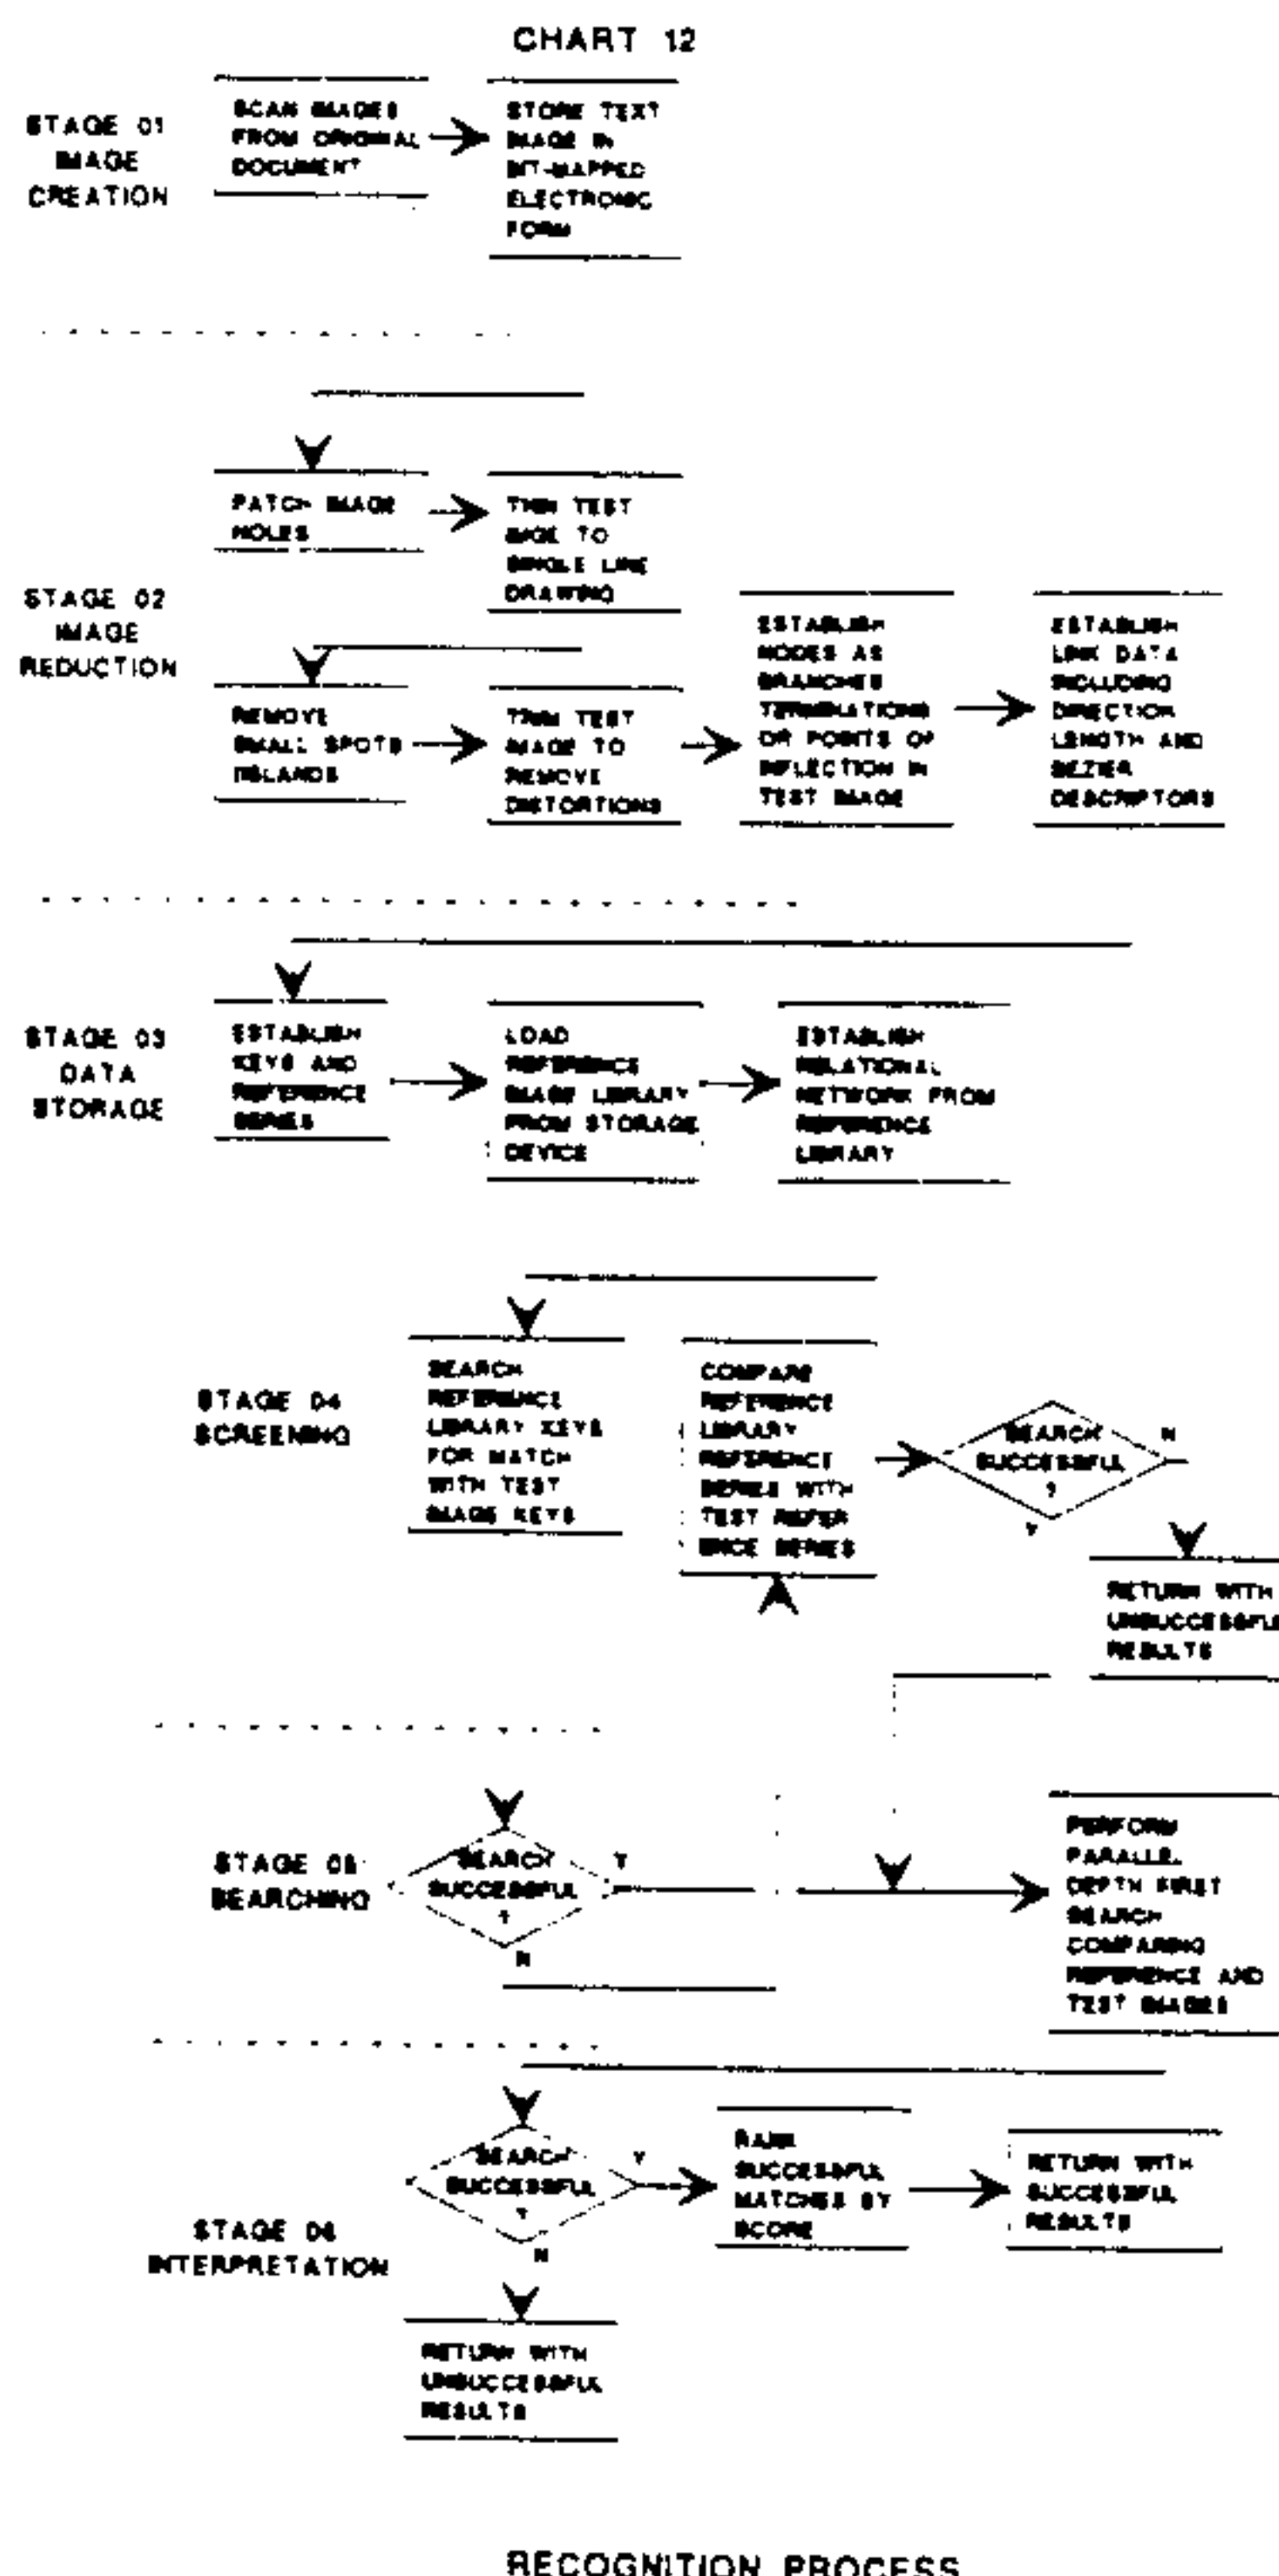 CHART 12
STAGE 01
IMAGE
CREATION
SCAN IMAGES
FROM ORIGINAL
DOCUMENT
STORE TEXT
IMAGE IN
BIT-MAPPED
ELECTRONIC
FORM
STAGE 02
IMAGE
REDUCTION
PATCH IMAGE
HOLES
THIN TEST
IMGE TO
SINGLE LINE
DRAWING
REMOVE
SMALL SPOTS
ISLANDS
TRIM TEST
IMAGE TO
REMOVE
DISTORTIONS
ESTABLISH
NODES AS
BRANCHES
TERMINATIONS
OR POINTS OF
INFLECTION IN
TEST IMAGE
ESTABLISH
LINK DATA
INCLUDING
DIRECTION
LENGTH AND
BEZIER
DESCRIPTORS
STAGE 03
DATA
STORAGE
ESTABLISH
KEYS AND
REFERENCE
SERIES
LOAD
REFERENCE
IMAGE LIBRARY
FROM STORAGE
DEVICE
ESTABLISH
RELATIONAL
NETWORK FROM
REFERENCE
LIBRARY
STAGE 04
SCREENING
SEARCH
REFERENCE
LIBRARY KEYS
FOR MATCH
WITH TEST
IMAGE KEYS
COMPARE
REFERENCE
LIBRARY
REFERENCE
SERIES WITH
TEST REFER
ENCE SERIES
SEARCH
SUCCESSFUL
?
N
Y
RETURN WITH
UNSUCCESSFUL
RESULTS
STAGE 05
SEARCHING
SEARCH
SUCCESSFUL
?
Y
N
PERFORM
PARALLEL
DEPTH FIRST
SEARCH
COMPARING
REFERENCE AND
TEST IMAGES
STAGE 06
INTERPRETATION
SEARCH
SUCCESSFUL
?
Y
N
RANK
SUCCESSFUL
MATCHES BY
SCORE
RETURN WITH
SUCCESSFUL
RESULTS
RETURN WITH
UNSUCCESSFUL
RESULTS
RECOGNITION PROCESS